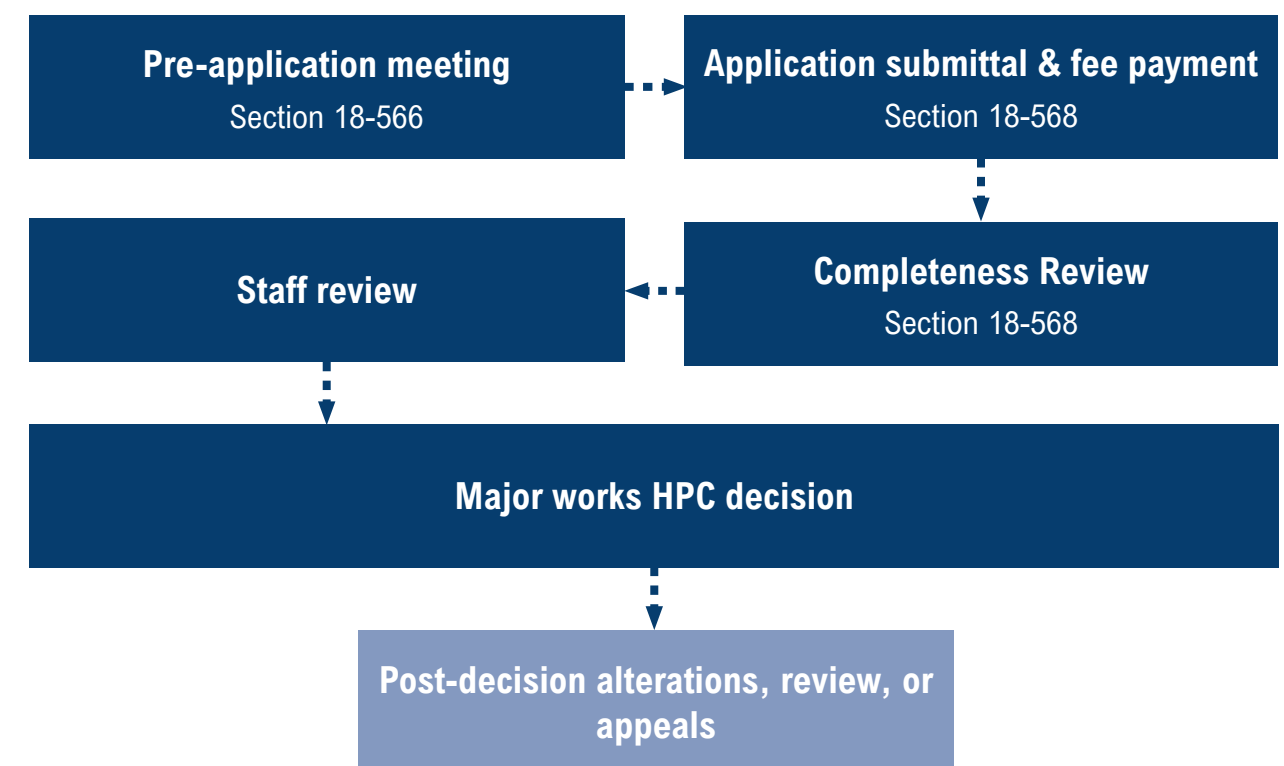 Pre-application meeting
Section 18-566
Application submittal & fee payment
Section 18-568
Completeness Review
Section 18-568
Staff review
Major works HPC decision
Post-decision alterations, review, or
appeals